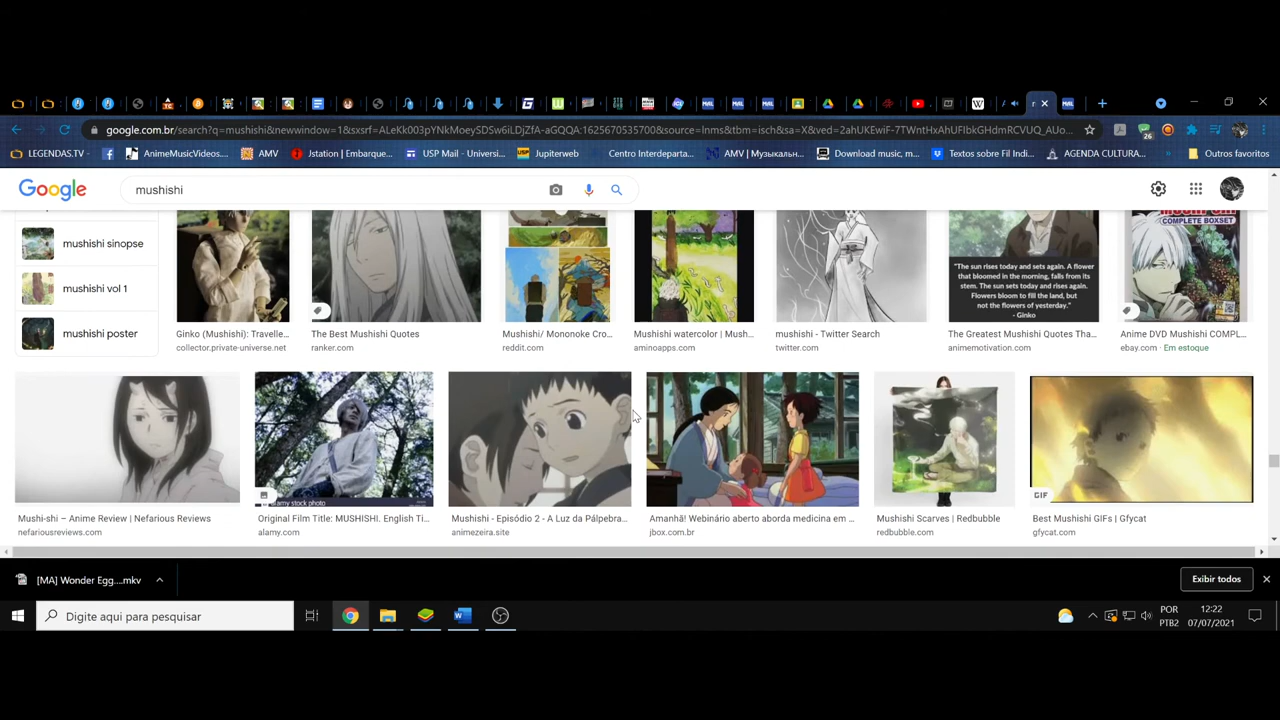 google.com.br/search?q=mushishi&newwindow=1&sxsrf=ALeKk003pYNkMoeySDSw6iLDjZfA-gQQA:1625670535700&source=lnms&tbm=isch&sa=X&ved=2ahUKEwiF-7TWntHxAhUFIbkGHdmRCVUQ_AUo...
LEGENDAS.TV - AnimeMusicVideos.... AMV Jstation | Embarque... USP Mail - Universi... Jupiterweb Centro Interdeparta... AMV | Музыкальн... Download music, m... Textos sobre Fil Indi... AGENDA CULTURA... » Outros favoritos
Google
mushishi
mushishi sinopse
mushishi vol 1
mushishi poster
COMPLETE BOXSET
"The sun rises today and sets again. A flower
that bloomed in the morning, falls from its
stem. The sun sets today and rises again.
Flowers bloom to fill the land, but
not the flowers of yesterday."
- Ginko
Ginko (Mushishi): Travelle...
collector.private-universe.net
The Best Mushishi Quotes
ranker.com
Mushishi/ Mononoke Cro...
reddit.com
Mushishi watercolor | Mush...
aminoapps.com
mushishi - Twitter Search
twitter.com
The Greatest Mushishi Quotes Tha...
animemotivation.com
Anime DVD Mushishi COMPL...
ebay.com · Em estoque
alamy stock photo
GIF
Mushi-shi – Anime Review | Nefarious Reviews
nefariousreviews.com
Original Film Title: MUSHISHI. English Ti...
alamy.com
Mushishi - Episódio 2 - A Luz da Pálpebra...
animezeira.site
Amanhã! Webinário aberto aborda medicina em ...
jbox.com.br
Mushishi Scarves | Redbubble
redbubble.com
Best Mushishi GIFs | Gfycat
gfycat.com
[MA] Wonder Egg....mkv
Exibir todos
Digite aqui para pesquisar
POR
PTB2
12:22
07/07/2021